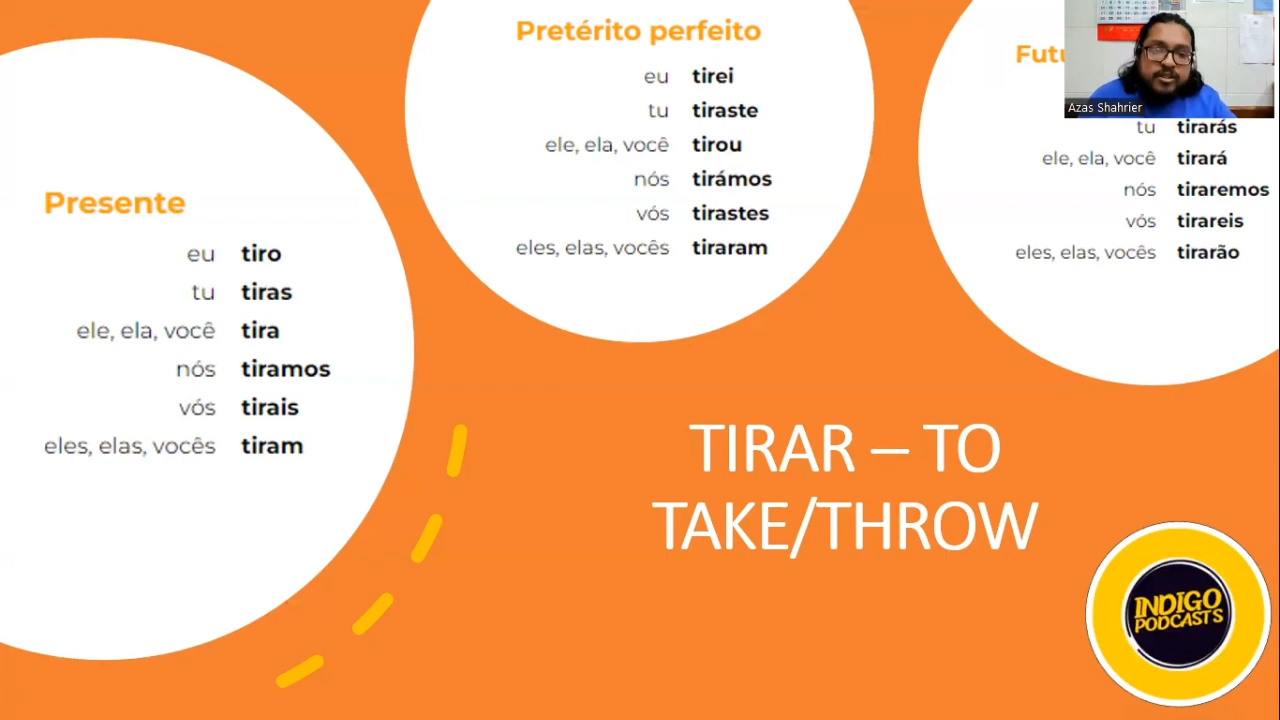 Presente
eu tiro
tu tiras
ele, ela, você tira
nós tiramos
vós tirais
eles, elas, vocês tiram
Pretérito perfeito
eu tirei
tu tiraste
ele, ela, você tirou
nós tirámos
vós tirastes
eles, elas, vocês tiraram
Futu
tu tirarás
ele, ela, você tirará
nós tiraremos
vós tirareis
eles, elas, vocês tirarão
Azas Shahrier
TIRAR – TO
TAKE/THROW
INDIGO
PODCASTS